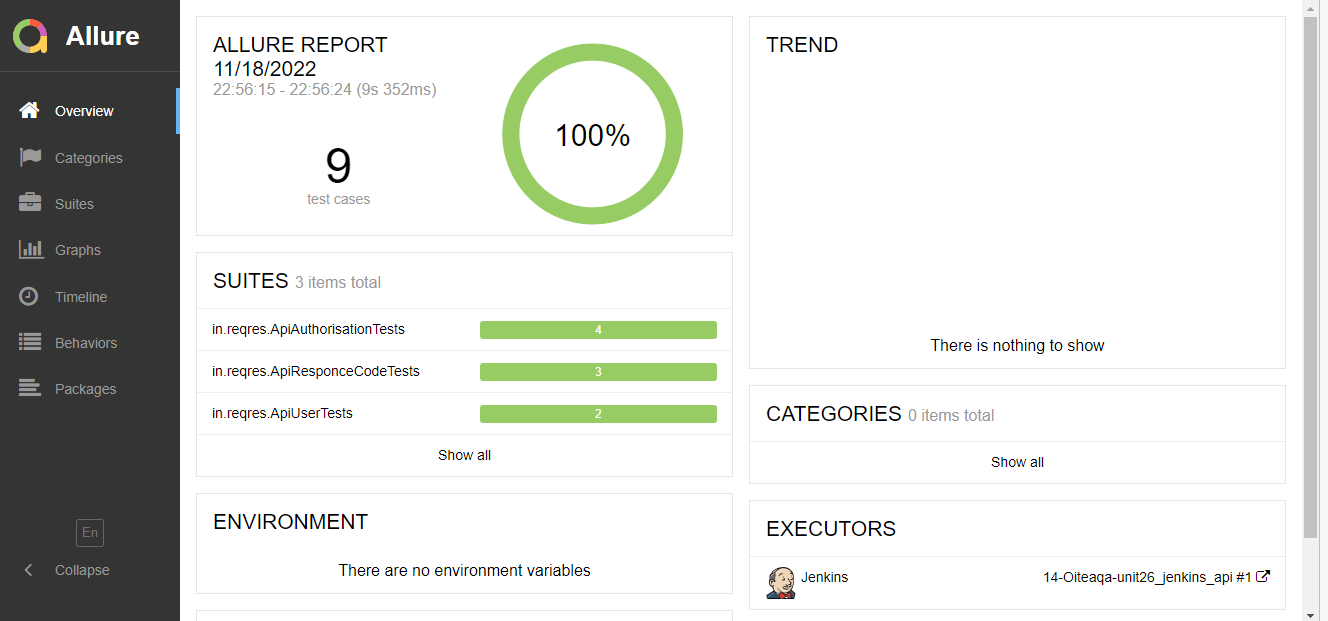 Allure
Overview
Categories
Suites
Graphs
Timeline
Behaviors
Packages
En
Collapse
ALLURE REPORT
11/18/2022
22:56:15 - 22:56:24 (9s 352ms)
9
test cases
100%
SUITES 3 items total
in.reqres.ApiAuthorisationTests 4
in.reqres.ApiResponceCodeTests 3
in.reqres.ApiUserTests 2
Show all
ENVIRONMENT
There are no environment variables
TREND
There is nothing to show
CATEGORIES 0 items total
Show all
EXECUTORS
Jenkins 14-Oiteaqa-unit26_jenkins_api #1